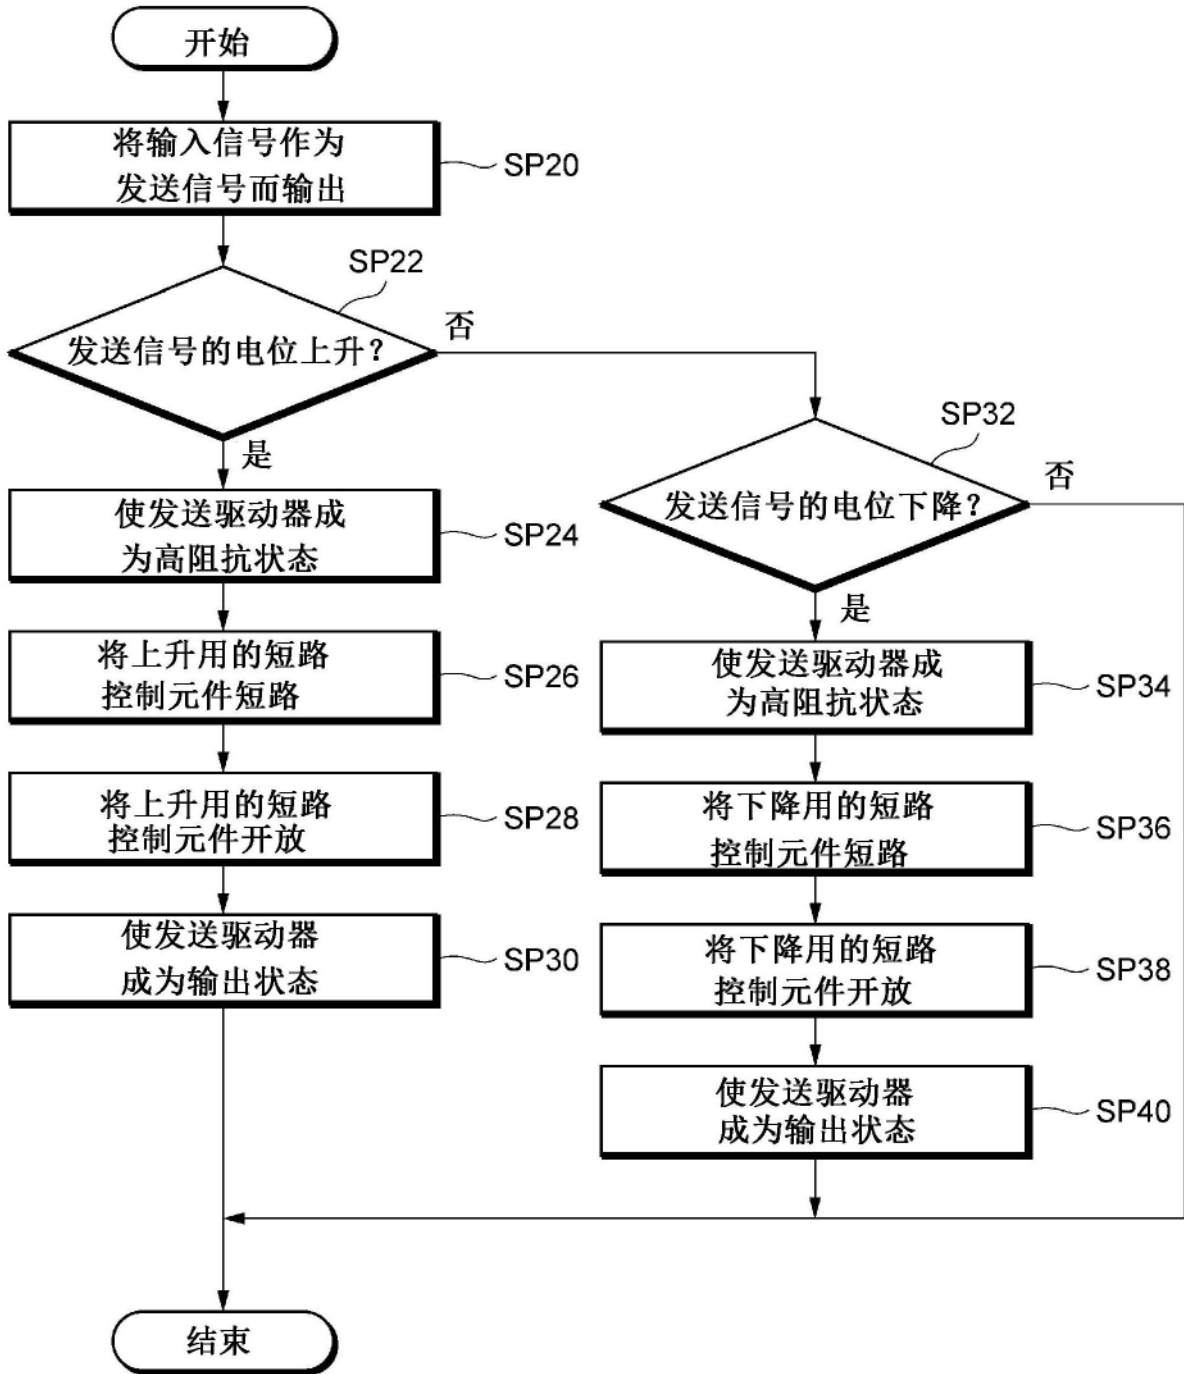 开始
将输入信号作为
发送信号而输出
SP20
SP22
发送信号的电位上升？
否
是
使发送驱动器成
为高阻抗状态
SP24
将上升用的短路
控制元件短路
SP26
将上升用的短路
控制元件开放
SP28
使发送驱动器
成为输出状态
SP30
SP32
发送信号的电位下降？
否
是
使发送驱动器成
为高阻抗状态
SP34
将下降用的短路
控制元件短路
SP36
将下降用的短路
控制元件开放
SP38
使发送驱动器
成为输出状态
SP40
结束